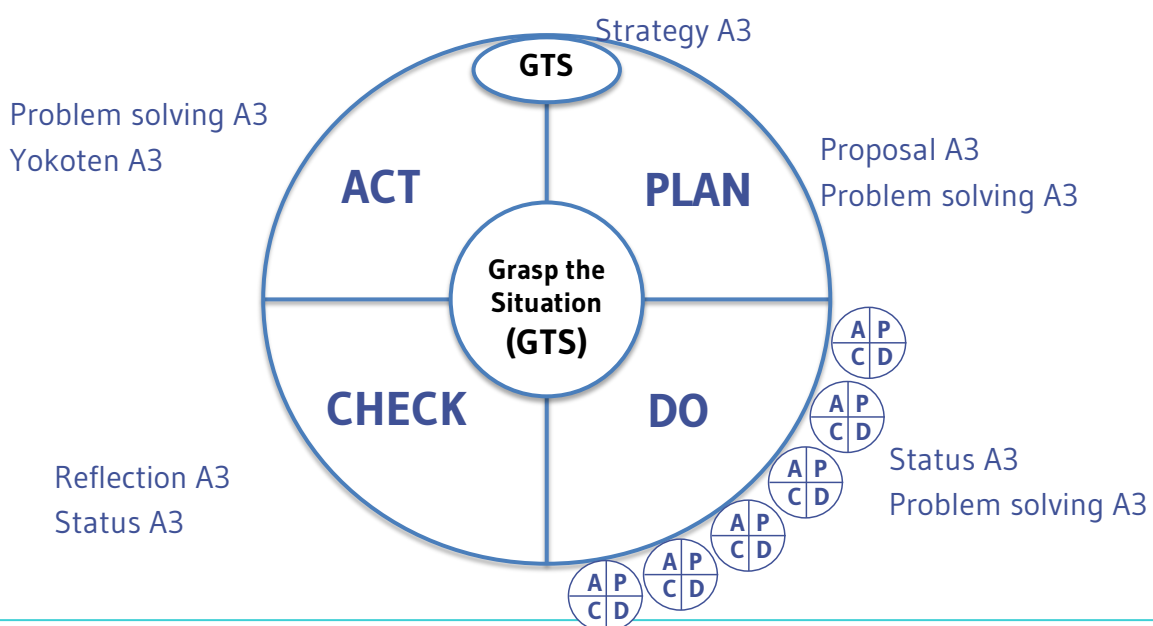 Strategy A3
GTS
Problem solving A3
Yokoten A3
ACT
PLAN
Proposal A3
Problem solving A3
Grasp the
Situation
(GTS)
CHECK
DO
Reflection A3
Status A3
Status A3
Problem solving A3
A P
C D
A P
C D
A P
C D
A P
C D
A P
C D
A P
C D